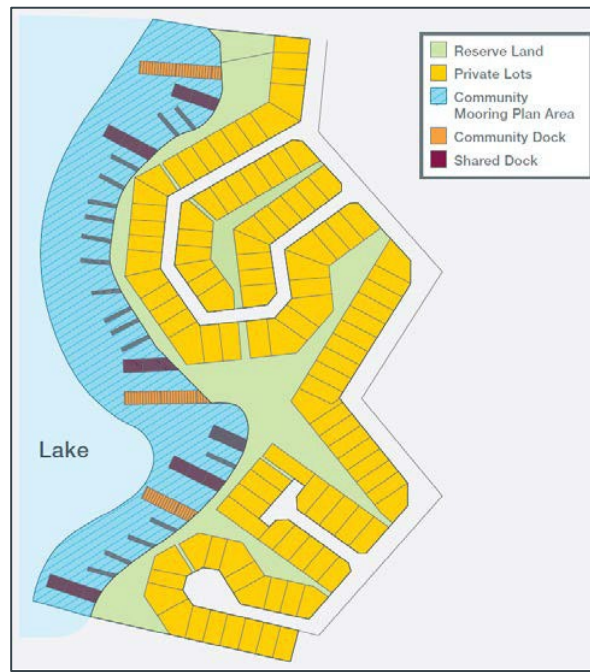 Reserve Land
Private Lots
Community
Mooring Plan Area
Community Dock
Shared Dock
Lake